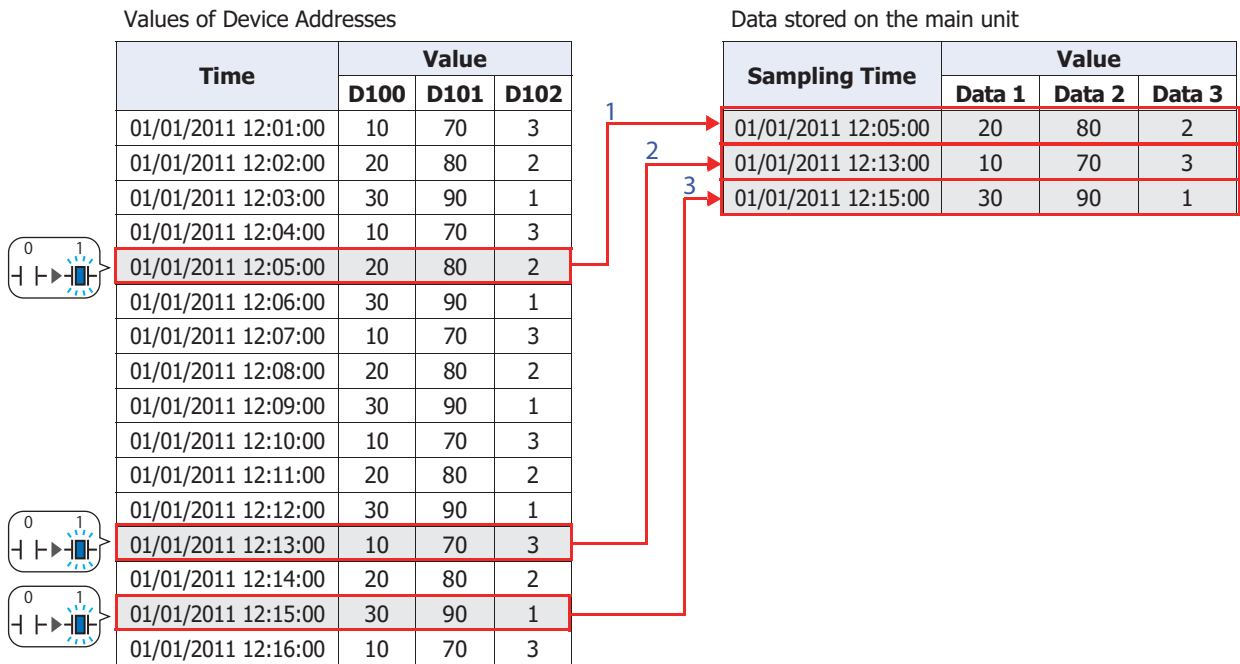 Values of Device Addresses
Time Value
D100 D101 D102
01/01/2011 12:01:00 10 70 3
01/01/2011 12:02:00 20 80 2
01/01/2011 12:03:00 30 90 1
01/01/2011 12:04:00 10 70 3
0 1
01/01/2011 12:05:00 20 80 2
01/01/2011 12:06:00 30 90 1
01/01/2011 12:07:00 10 70 3
01/01/2011 12:08:00 20 80 2
01/01/2011 12:09:00 30 90 1
01/01/2011 12:10:00 10 70 3
01/01/2011 12:11:00 20 80 2
01/01/2011 12:12:00 30 90 1
0 1
01/01/2011 12:13:00 10 70 3
01/01/2011 12:14:00 20 80 2
0 1
01/01/2011 12:15:00 30 90 1
01/01/2011 12:16:00 10 70 3
1
2
3
Data stored on the main unit
Sampling Time Value
Data 1 Data 2 Data 3
01/01/2011 12:05:00 20 80 2
01/01/2011 12:13:00 10 70 3
01/01/2011 12:15:00 30 90 1